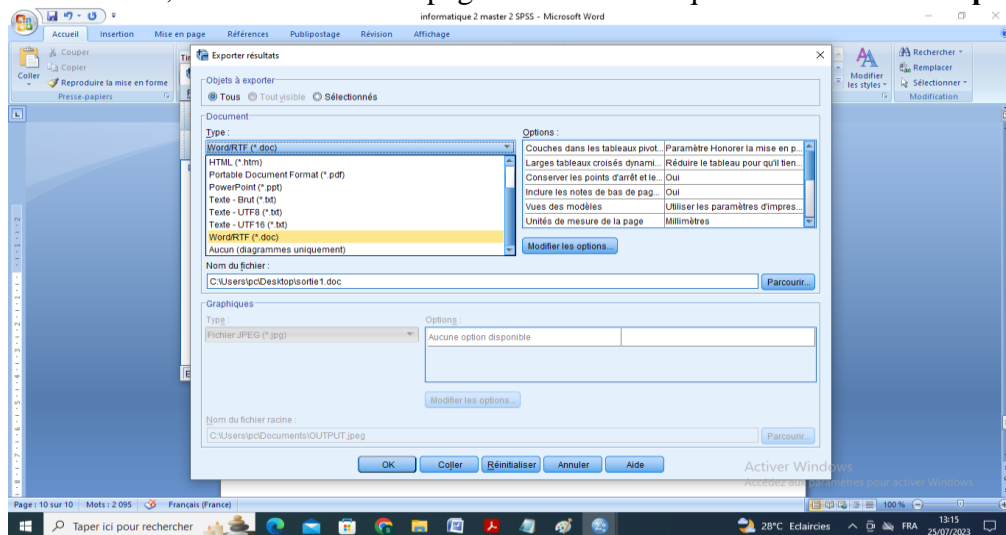 informatique 2 master 2 SPSS - Microsoft Word
Accueil Insertion Mise en page Références Publipostage Révision Affichage
Coller
Couper
Copier
Reproduire la mise en forme
Presse-papiers
Modifier les styles
Rechercher
Remplacer
Sélectionner
Modification
Exporter résultats
Objets à exporter
Tous Tout visible Sélectionnés
Document
Type :
Word/RTF (*.doc)
HTML (*.htm)
Portable Document Format (*.pdf)
PowerPoint (*.ppt)
Texte - Brut (*.txt)
Texte - UTF8 (*.txt)
Texte - UTF16 (*.txt)
Word/RTF (*.doc)
Aucun (diagrammes uniquement)
Options :
Couches dans les tableaux pivot... Paramètre Honorer la mise en p...
Larges tableaux croisés dynami... Réduire le tableau pour qu'il tien...
Conserver les points d'arrêt et le... Oui
Inclure les notes de bas de pag... Oui
Vues des modèles Utiliser les paramètres d'impres...
Unités de mesure de la page Millimètres
Modifier les options...
Nom du fichier :
C:\Users\pc\Desktop\sortie1.doc Parcourir...
Graphiques
Type :
Fichier JPEG (*.jpg)
Options :
Aucune option disponible
Modifier les options...
Nom du fichier racine :
C:\Users\pc\Documents\OUTPUT.jpeg Parcourir...
OK Coller Réinitialiser Annuler Aide
Activer Windows
Accédez aux paramètres pour activer Windows.
Page : 10 sur 10 Mots : 2 095 Français (France) 100 %
Taper ici pour rechercher 28°C Eclaircies FRA 13:15
25/07/2023